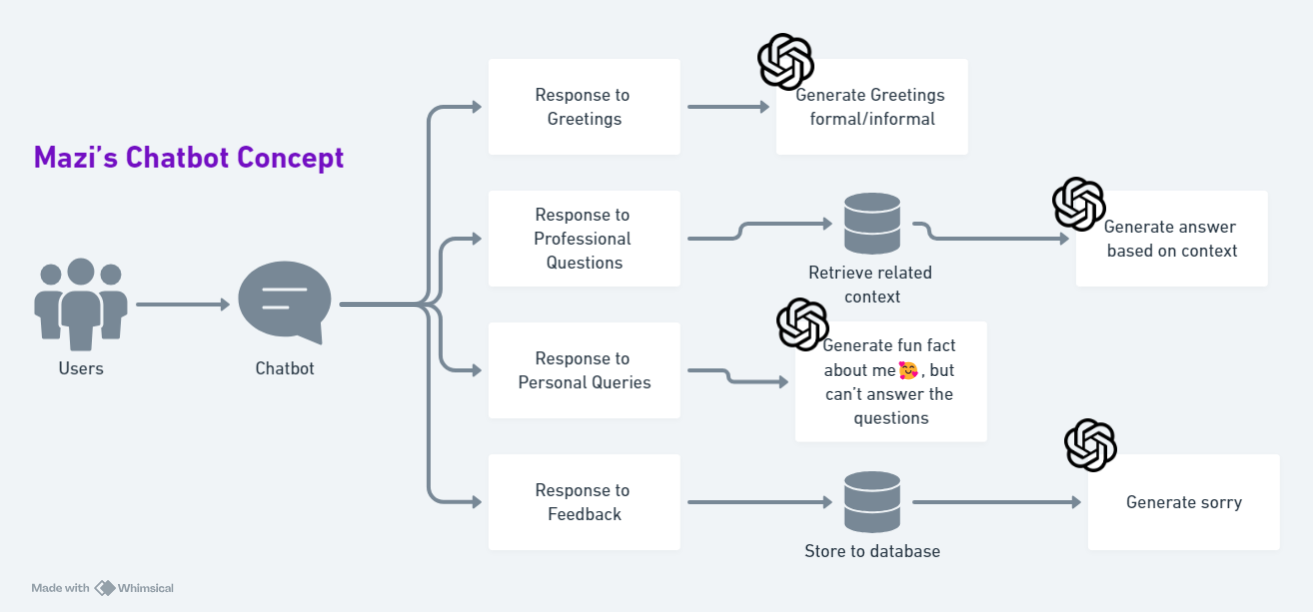 Mazi's Chatbot Concept
Users
Chatbot
Response to
Greetings
Generate Greetings
formal/informal
Response to
Professional
Questions
Retrieve related
context
Generate answer
based on context
Response to
Personal Queries
Generate fun fact
about me🥰, but
can't answer the
questions
Response to
Feedback
Store to database
Generate sorry
Made with Whimsical